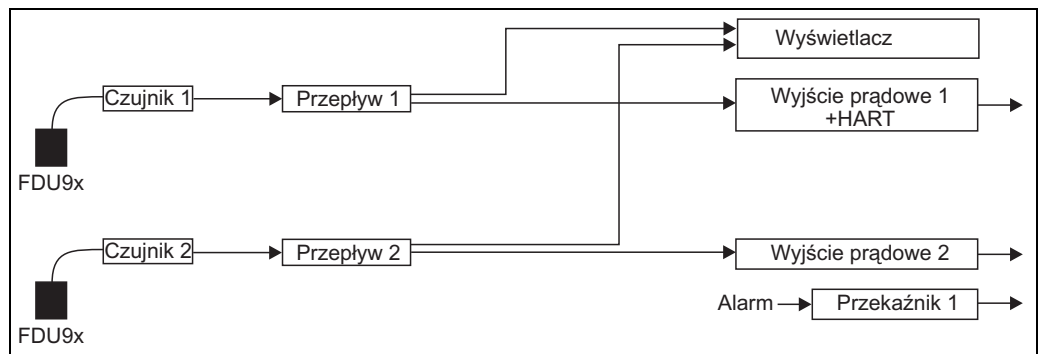 Wyświetlacz
Czujnik 1
Przepływ 1
Wyjście prądowe 1
+HART
FDU9x
Czujnik 2
Przepływ 2
Wyjście prądowe 2
Alarm
Przekaźnik 1
FDU9x